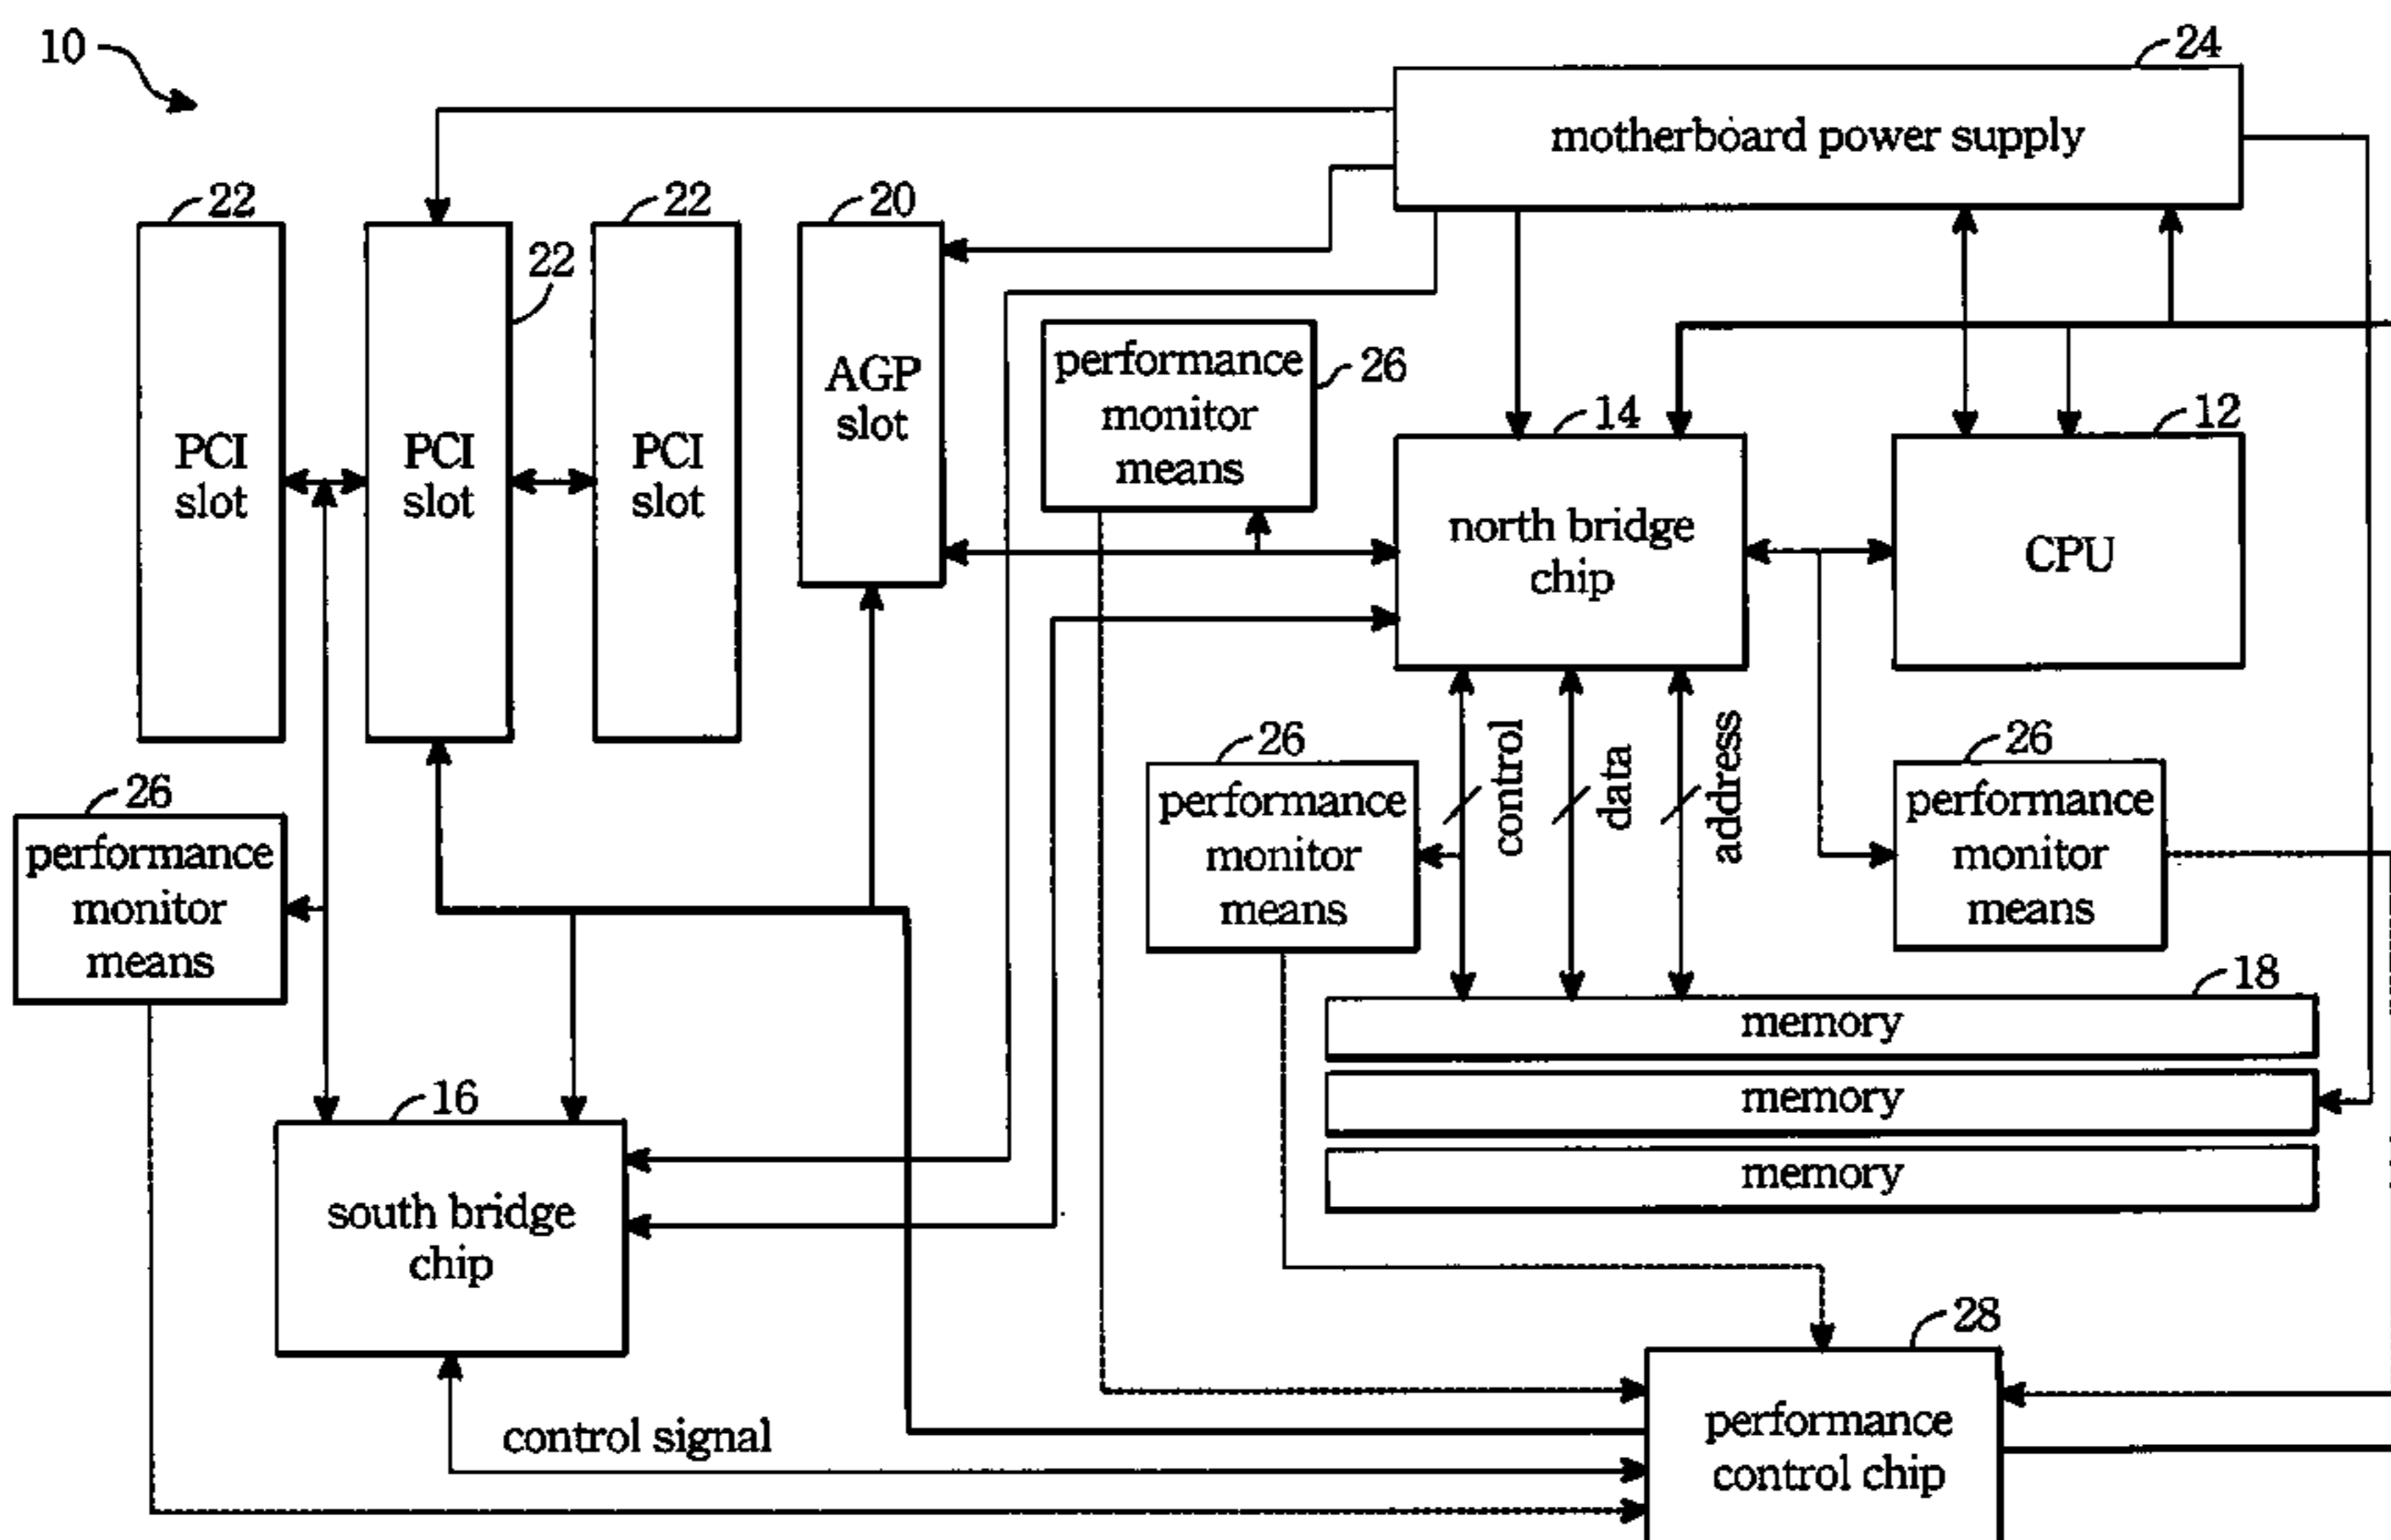 10
24
motherboard power supply
22
22
20
22
PCI
slot
PCI
slot
PCI
slot
AGP
slot
performance
monitor
means
26
14
12
north bridge
chip
CPU
26
performance
monitor
means
control
data
address
26
performance
monitor
means
26
performance
monitor
means
18
memory
memory
memory
16
south bridge
chip
28
performance
control chip
control signal